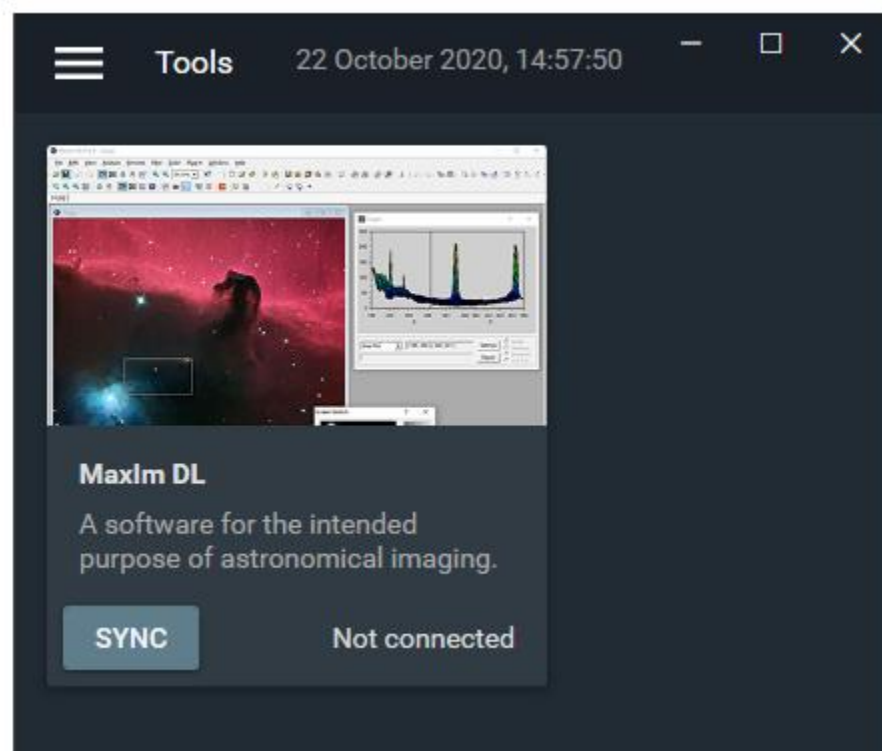 Tools
22 October 2020, 14:57:50
MaxIm DL
A software for the intended
purpose of astronomical imaging.
SYNC
Not connected